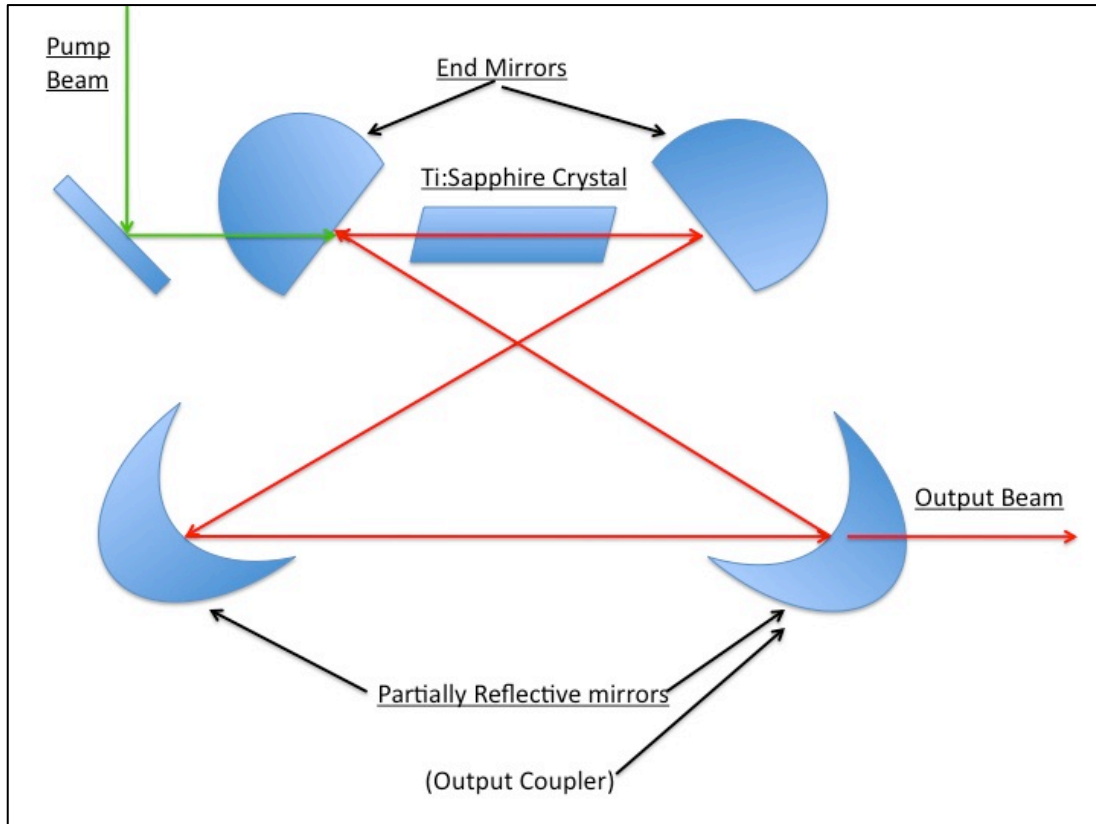 Pump
Beam
End Mirrors
Ti:Sapphire Crystal
Output Beam
Partially Reflective mirrors
(Output Coupler)